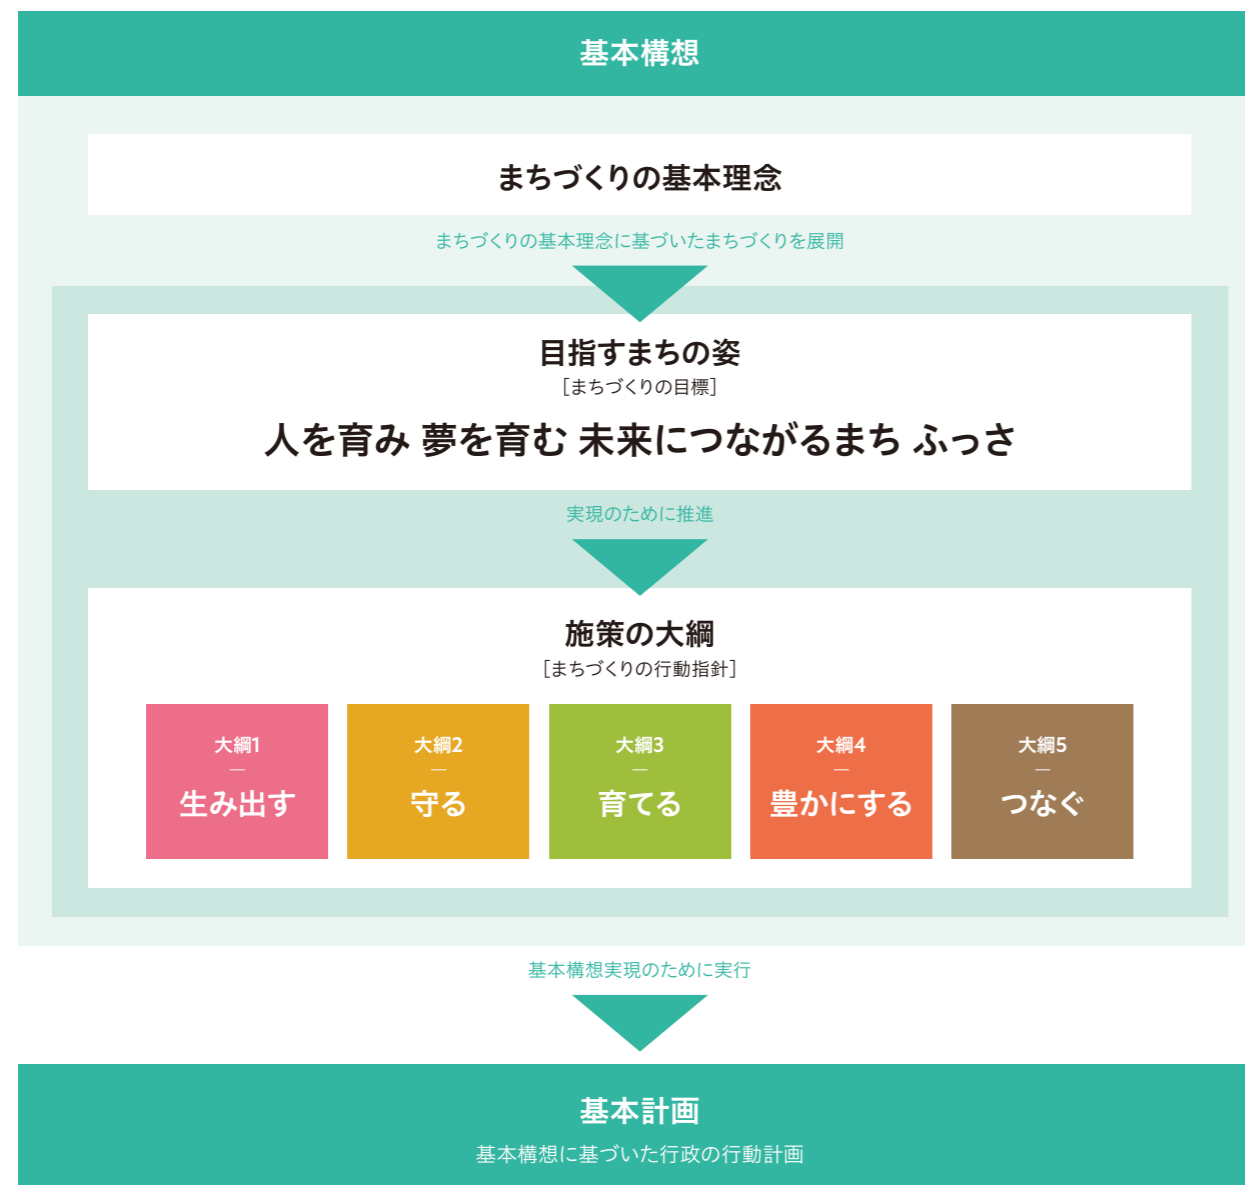 基本構想
まちづくりの基本理念
まちづくりの基本理念に基づいたまちづくりを展開
目指すまちの姿
［まちづくりの目標］
人を育み 夢を育む 未来につながるまち ふっさ
実現のために推進
施策の大綱
［まちづくりの行動指針］
大綱1
生み出す
大綱2
守る
大綱3
育てる
大綱4
豊かにする
大綱5
つなぐ
基本構想実現のために実行
基本計画
基本構想に基づいた行政の行動計画